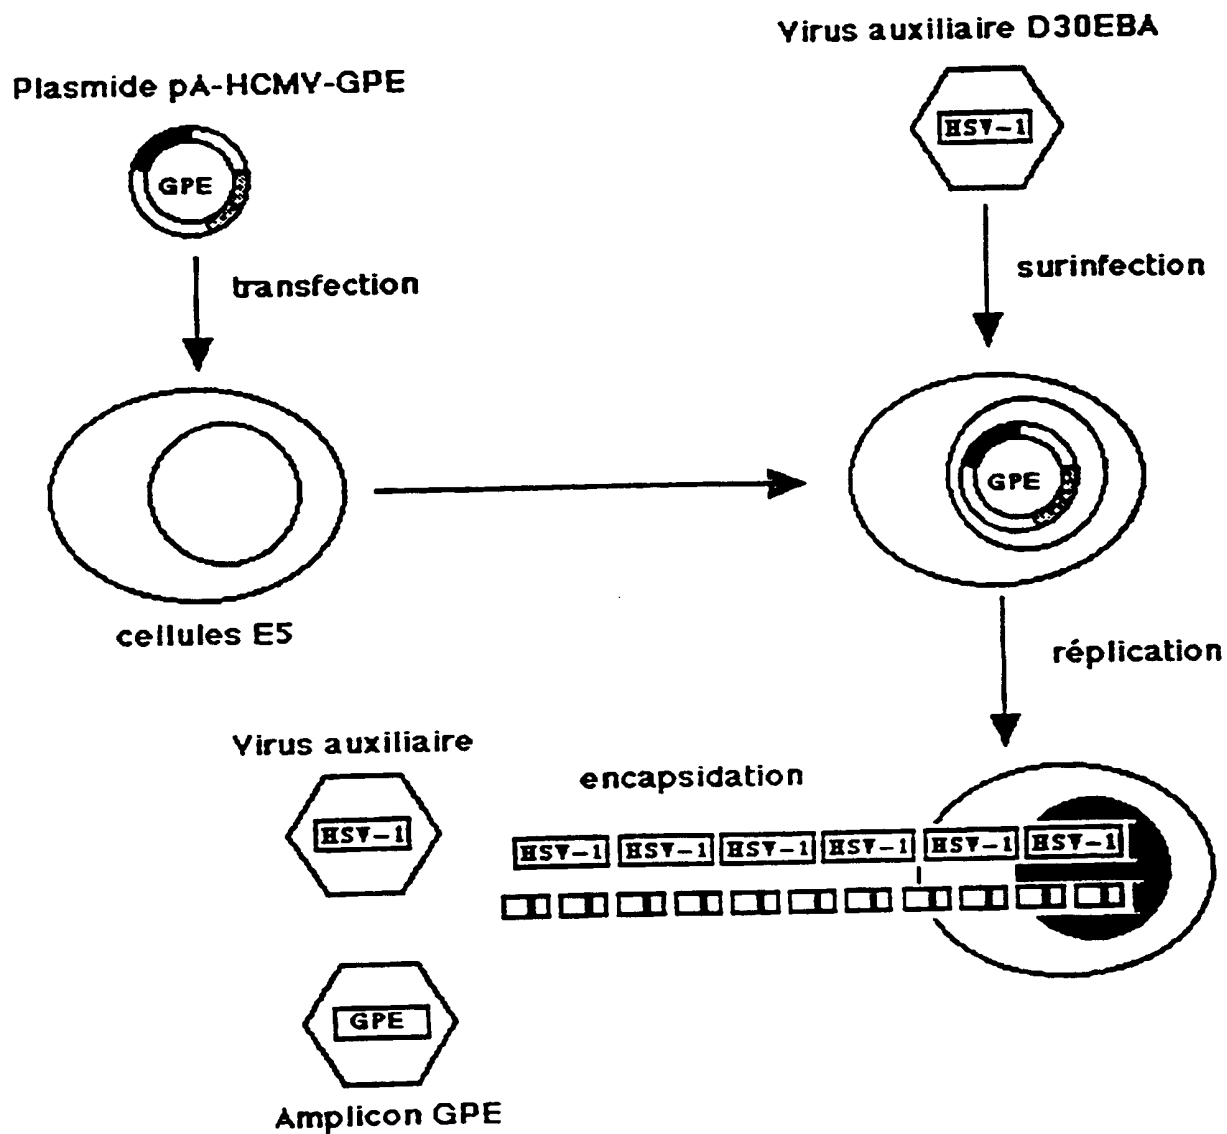 Virus auxiliaire D30EBA
Plasmide pA-HCMV-GPE
HSV-1
GPE
transfection
surinfection
GPE
cellules E5
réplication
Virus auxiliaire
encapsidation
HSV-1
HSV-1 HSV-1 HSV-1 HSV-1 HSV-1 HSV-1
GPE
Amplicon GPE